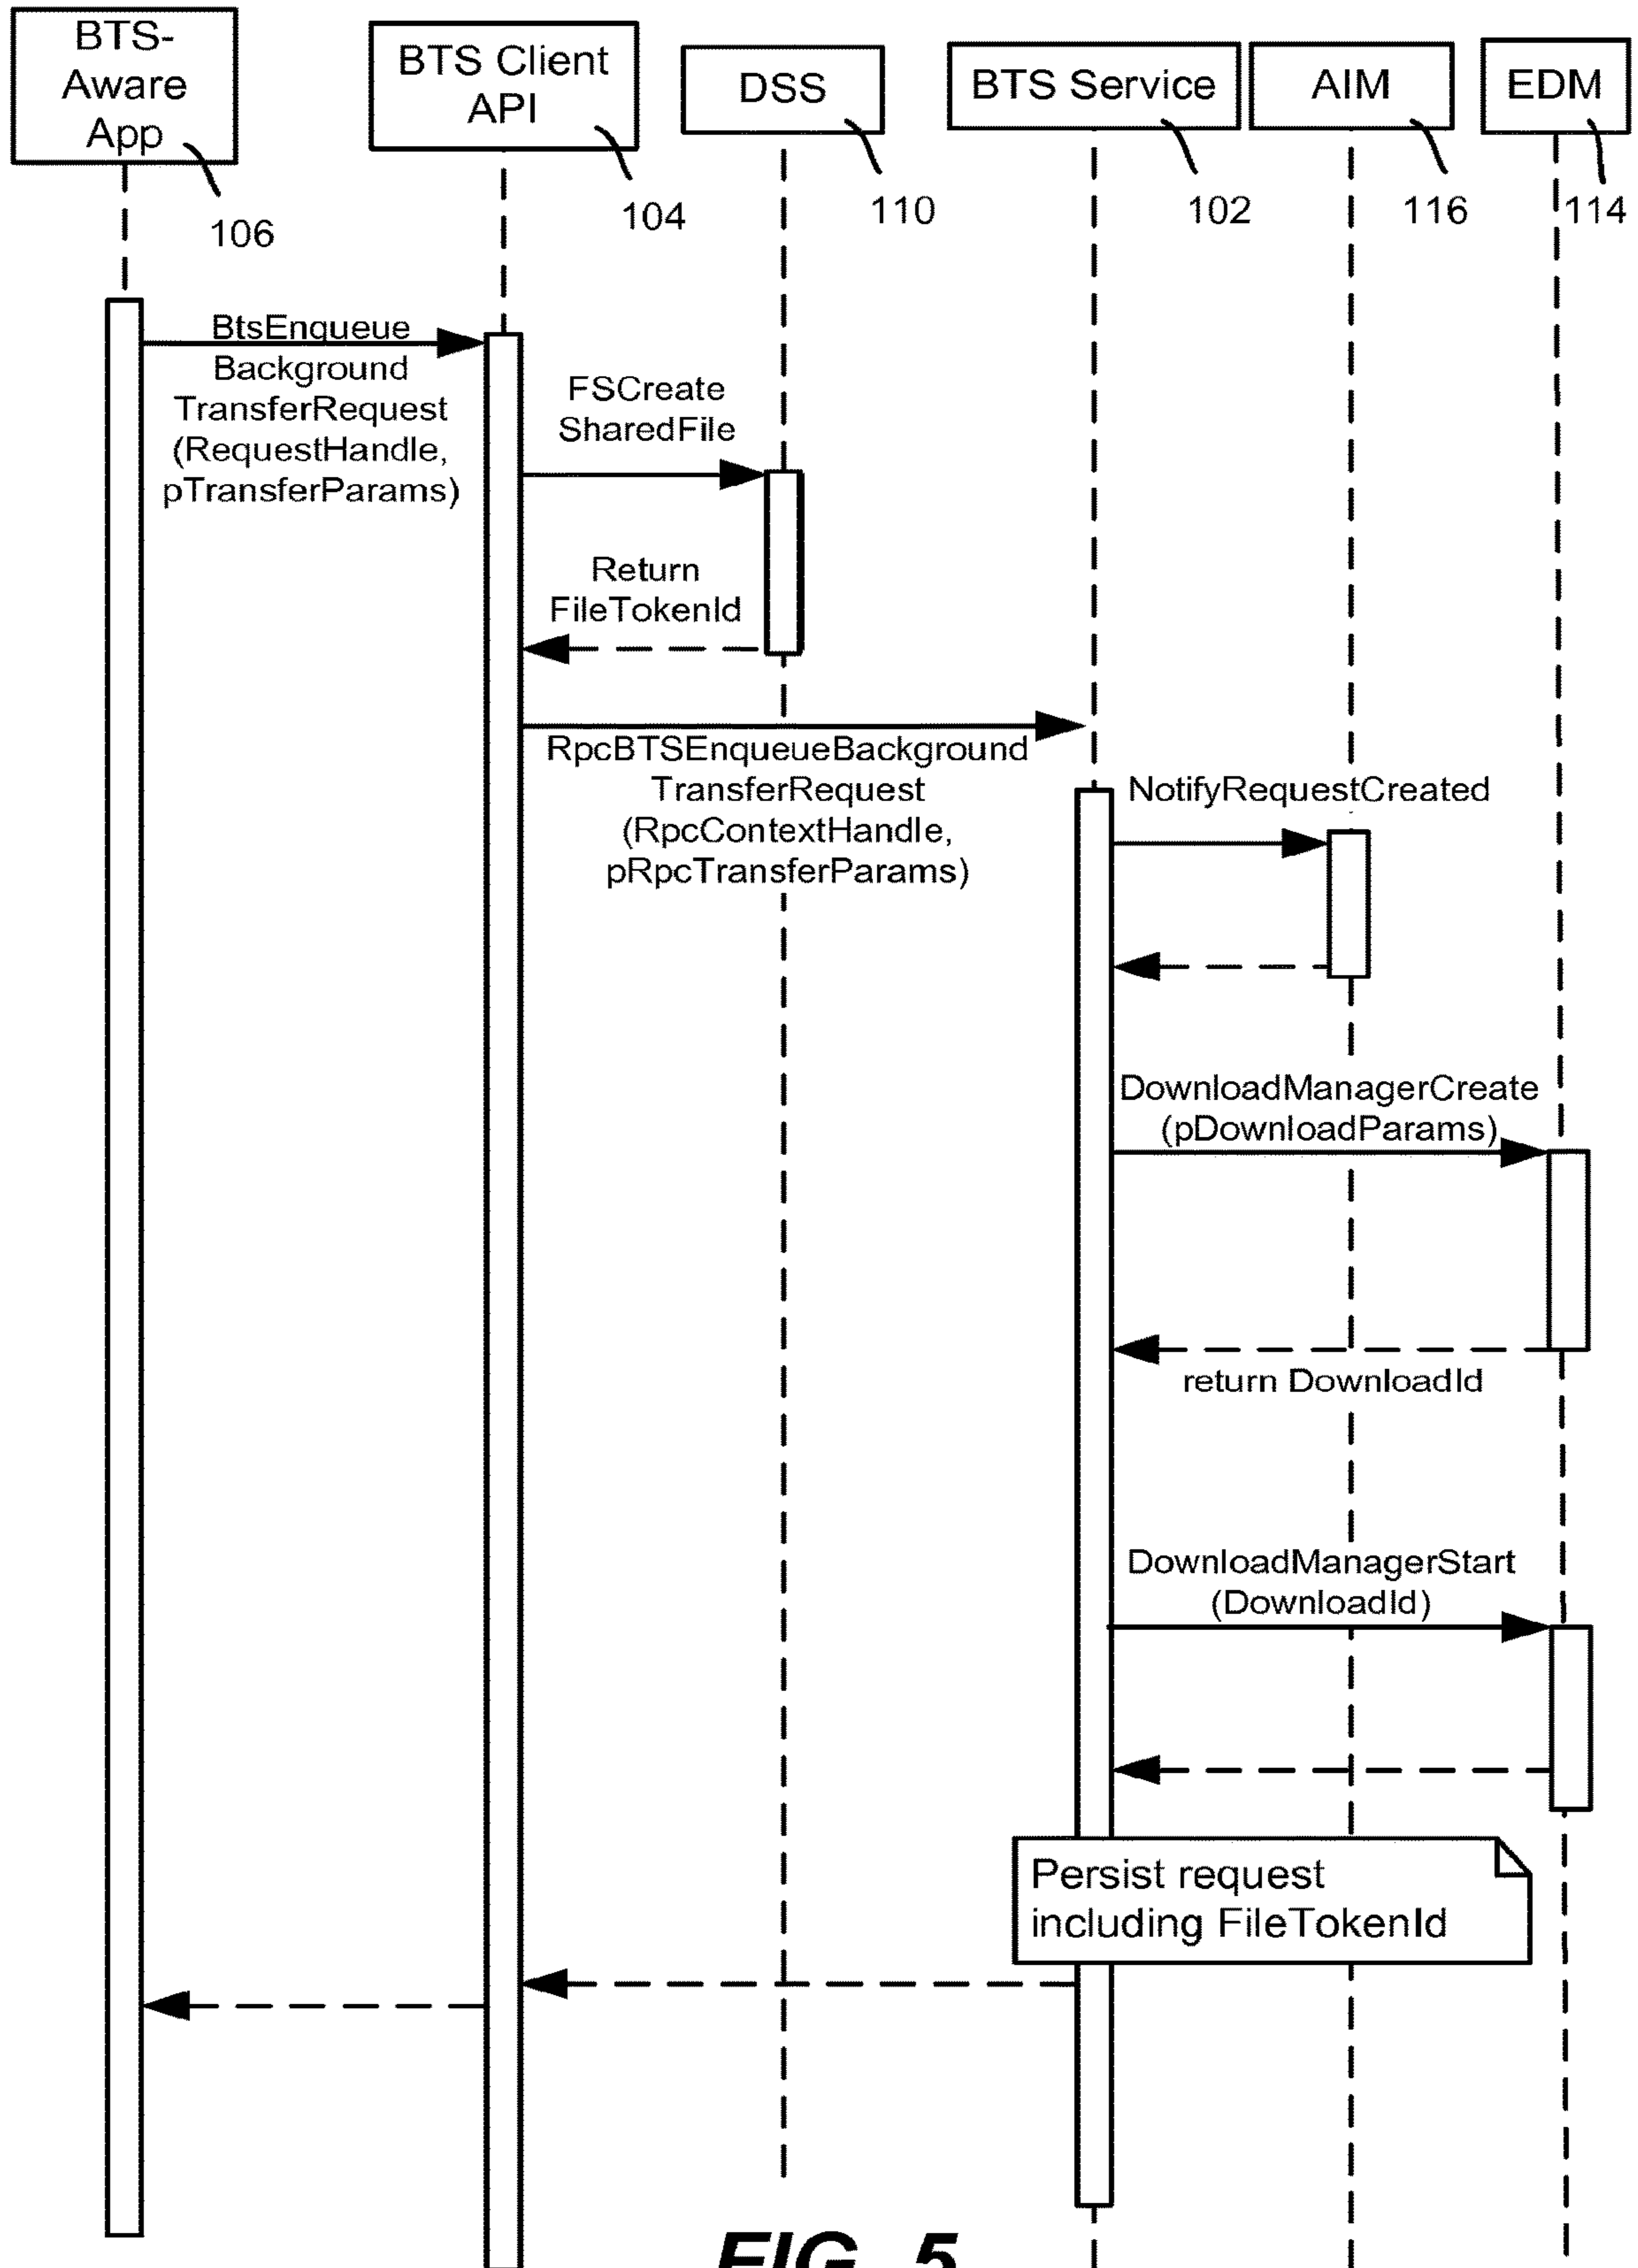 BTS-
Aware
App
BTS Client
API
DSS
BTS Service
AIM
EDM
106
104
110
102
116
114
BtsEnqueue
Background
TransferRequest
(RequestHandle,
pTransferParams)
FSCreate
SharedFile
Return
FileTokenId
RpcBTSEnqueueBackground
TransferRequest
(RpcContextHandle,
pRpcTransferParams)
NotifyRequestCreated
DownloadManagerCreate
(pDownloadParams)
return DownloadId
DownloadManagerStart
(DownloadId)
Persist request
including FileTokenId
FIG. 5